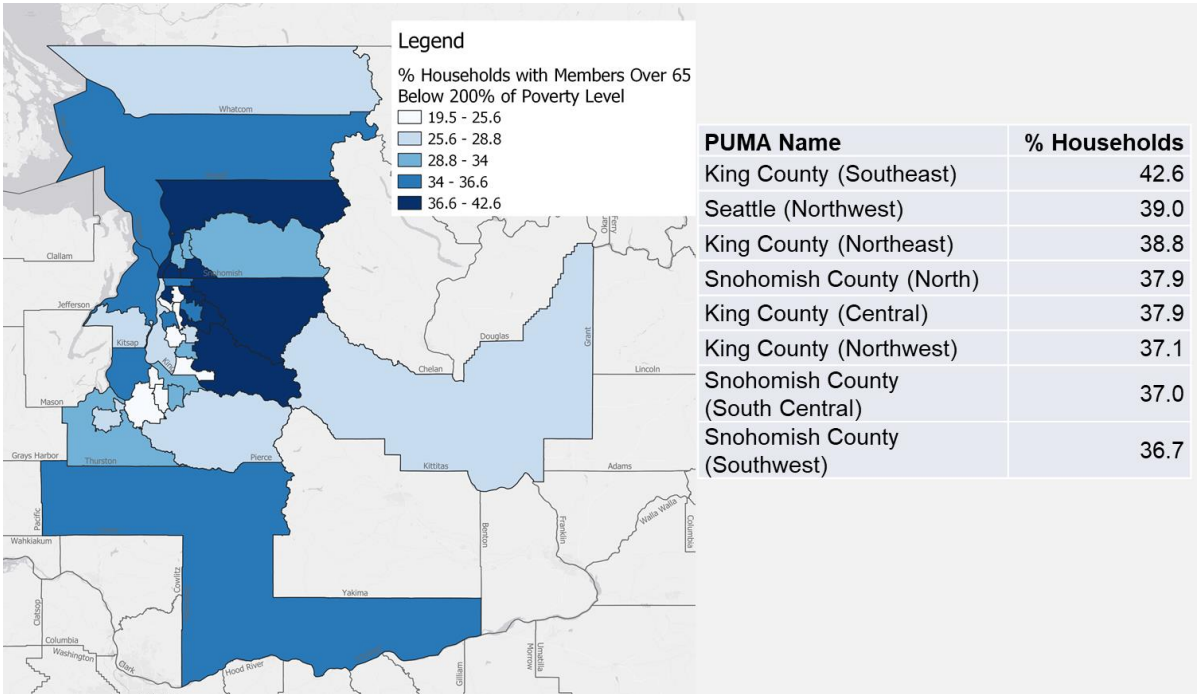 Legend
% Households with Members Over 65
Below 200% of Poverty Level
19.5 - 25.6
25.6 - 28.8
28.8 - 34
34 - 36.6
36.6 - 42.6
Whatcom
Clallam
Snohomish
Ferry
Jefferson
Kitsap
King
Douglas
Grant
Chelan
Lincoln
Mason
Grays Harbor
Thurston
Pierce
Kittitas
Adams
Pacific
Wahkiakum
Cowlitz
Benton
Franklin
Walla Walla
Columbia
Yakima
Clatsop
Columbia
Washington
Clark
Hood River
Gilliam
Umatilla
Morrow
PUMA Name % Households
King County (Southeast) 42.6
Seattle (Northwest) 39.0
King County (Northeast) 38.8
Snohomish County (North) 37.9
King County (Central) 37.9
King County (Northwest) 37.1
Snohomish County
(South Central) 37.0
Snohomish County
(Southwest) 36.7